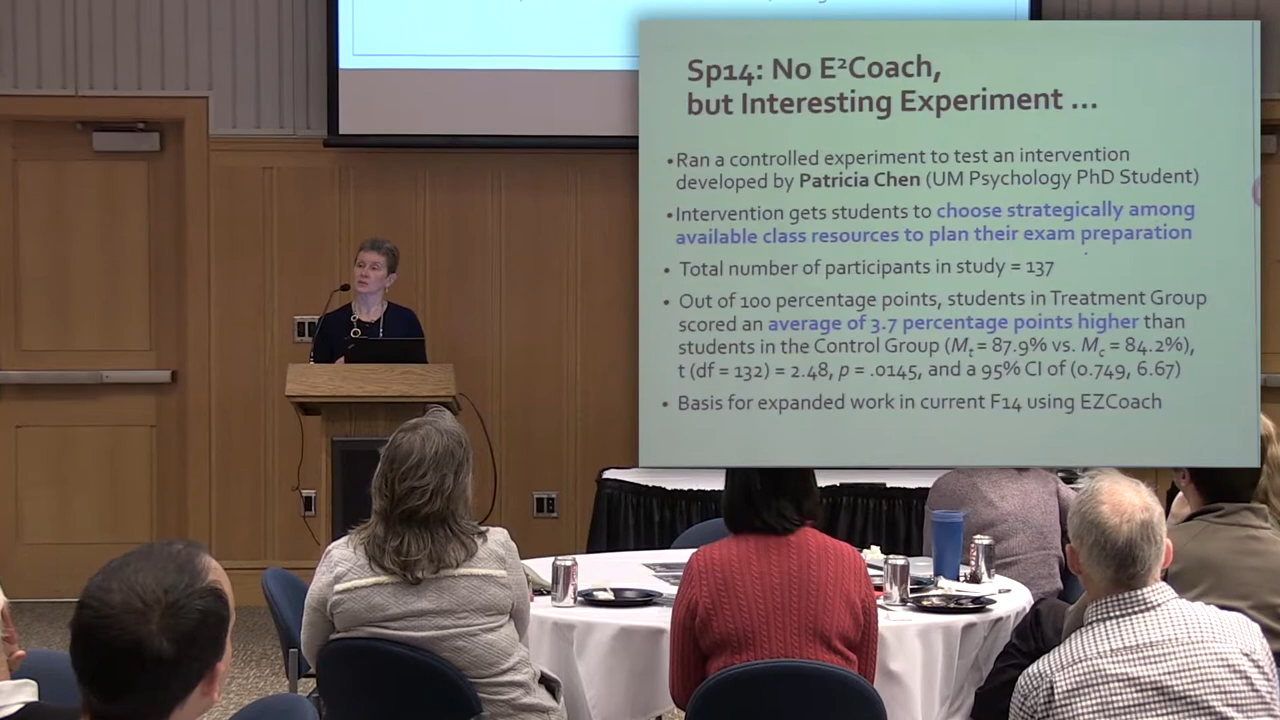 Sp14: No E²Coach,
but Interesting Experiment ...
• Ran a controlled experiment to test an intervention
developed by Patricia Chen (UM Psychology PhD Student)
• Intervention gets students to choose strategically among
available class resources to plan their exam preparation
• Total number of participants in study = 137
• Out of 100 percentage points, students in Treatment Group
scored an average of 3.7 percentage points higher than
students in the Control Group (Mt = 87.9% vs. Mc = 84.2%),
t (df = 132) = 2.48, p = .0145, and a 95% CI of (0.749, 6.67)
• Basis for expanded work in current F14 using EZCoach